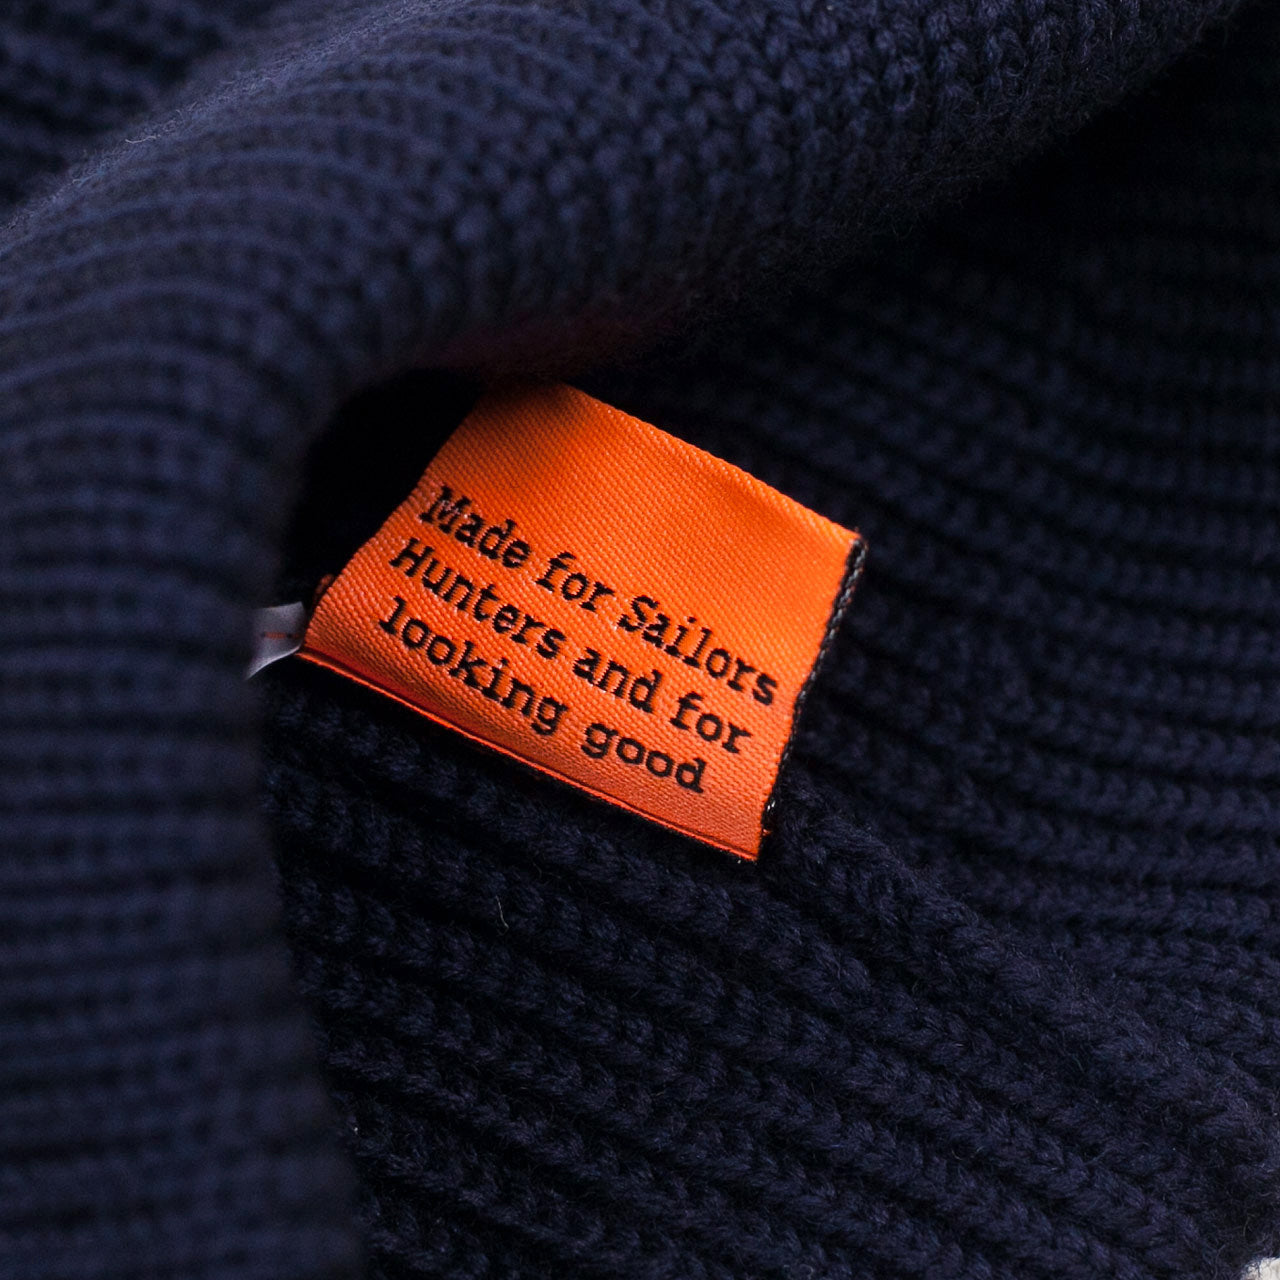 Made for Sailors
Hunters and for
looking good